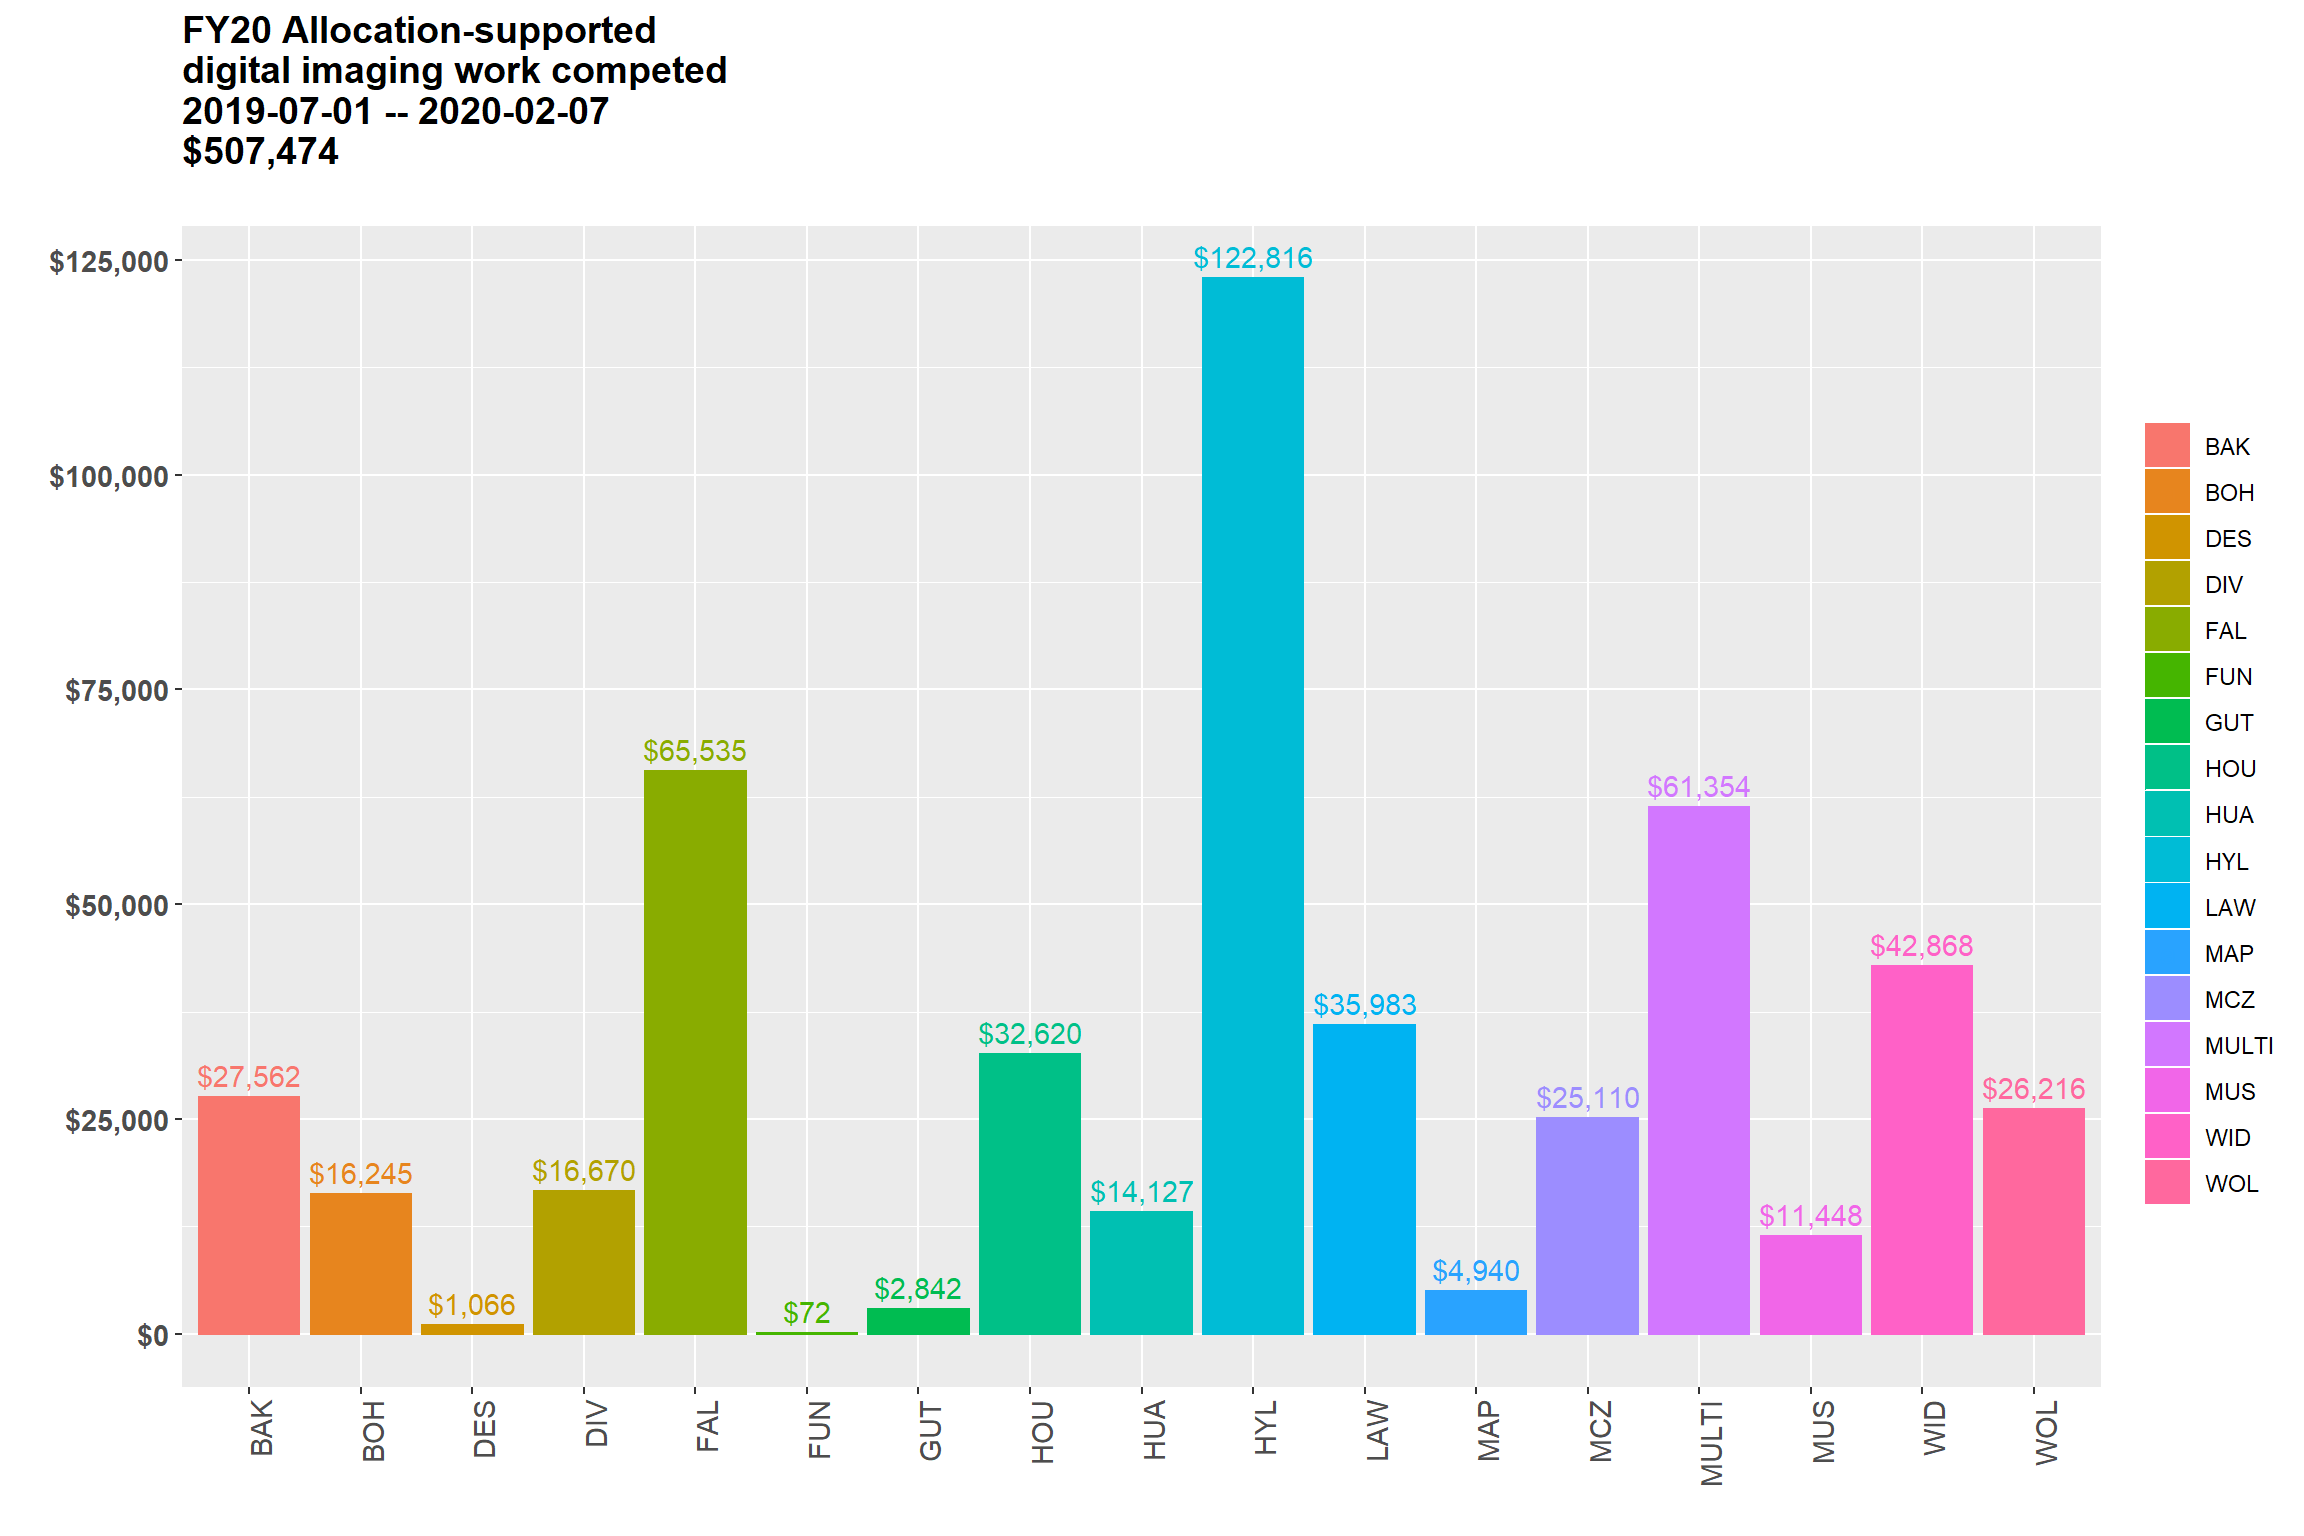 FY20 Allocation-supported
digital imaging work competed
2019-07-01 -- 2020-02-07
$507,474
$125,000
$100,000
$75,000
$50,000
$25,000
$0
$27,562
$16,245
$1,066
$16,670
$65,535
$72
$2,842
$32,620
$14,127
$122,816
$35,983
$4,940
$25,110
$61,354
$11,448
$42,868
$26,216
BAK
BOH
DES
DIV
FAL
FUN
GUT
HOU
HUA
HYL
LAW
MAP
MCZ
MULTI
MUS
WID
WOL
BAK
BOH
DES
DIV
FAL
FUN
GUT
HOU
HUA
HYL
LAW
MAP
MCZ
MULTI
MUS
WID
WOL